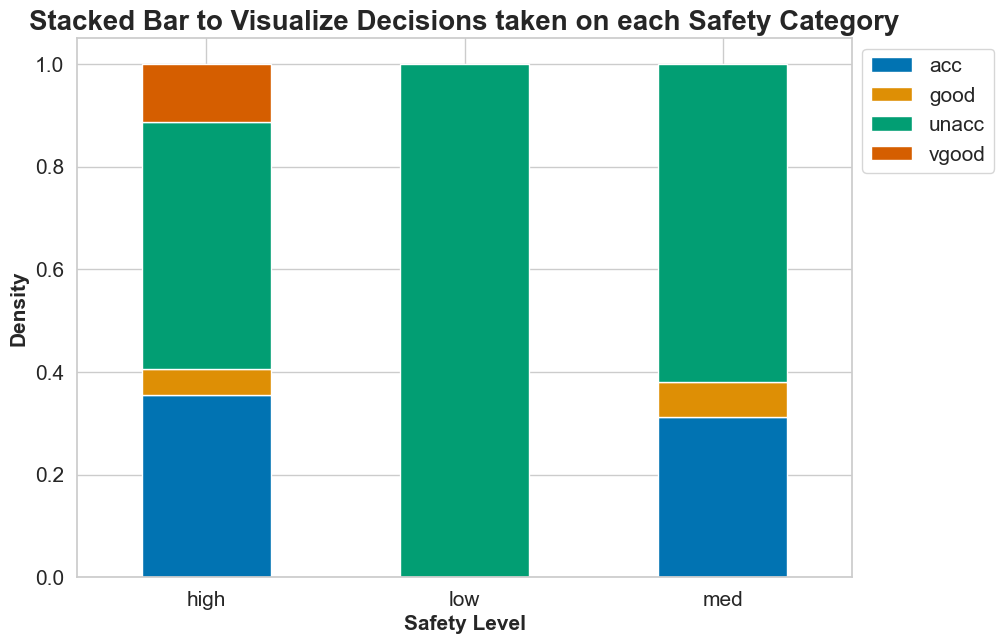 Stacked Bar to Visualize Decisions taken on each Safety Category
acc
good
unacc
vgood
1.0
0.8
0.6
0.4
0.2
0.0
Density
high low med
Safety Level